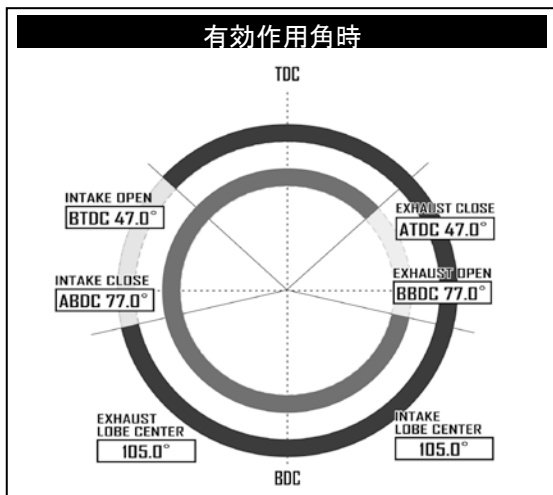 有効作用角時
TDC
INTAKE OPEN
BTDC 47.0°
EXHAUST CLOSE
ATDC 47.0°
INTAKE CLOSE
ABDC 77.0°
EXHAUST OPEN
BBDC 77.0°
EXHAUST
LOBE CENTER
105.0°
INTAKE
LOBE CENTER
105.0°
BDC